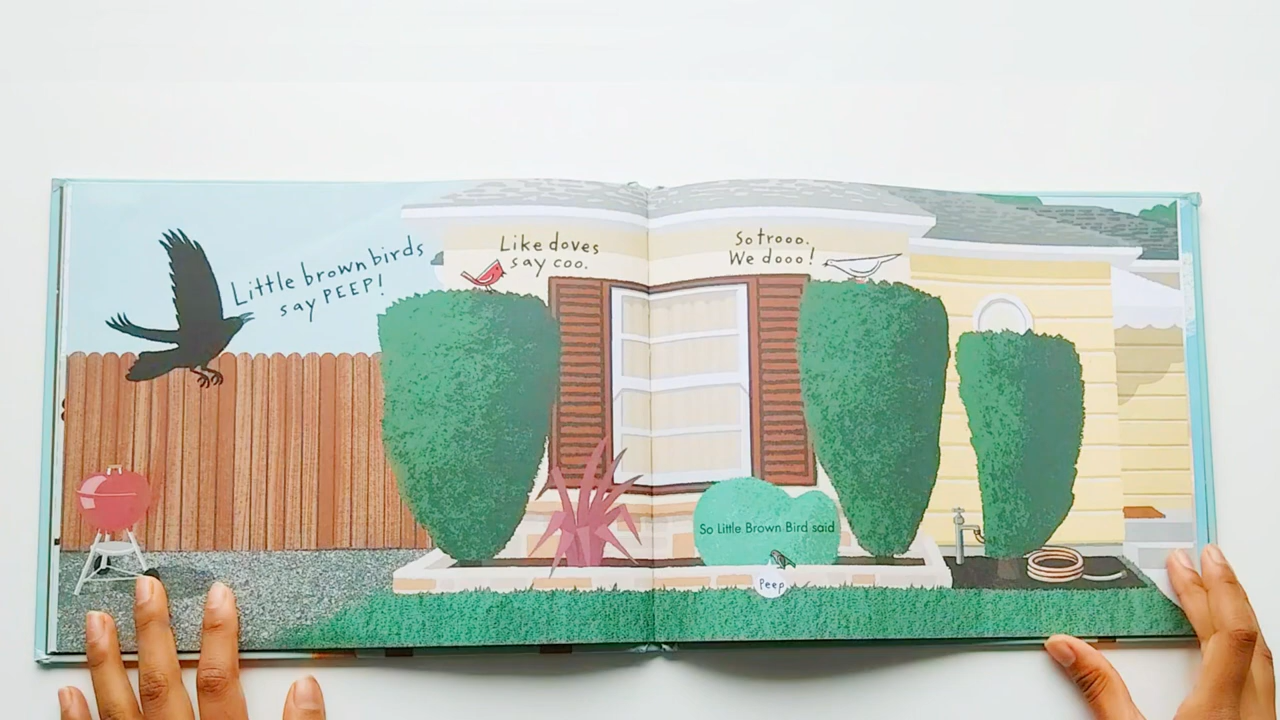 Little brown birds
say PEEP!
Like doves
say coo.
So trooo.
We dooo!
So Little Brown Bird said
Peep